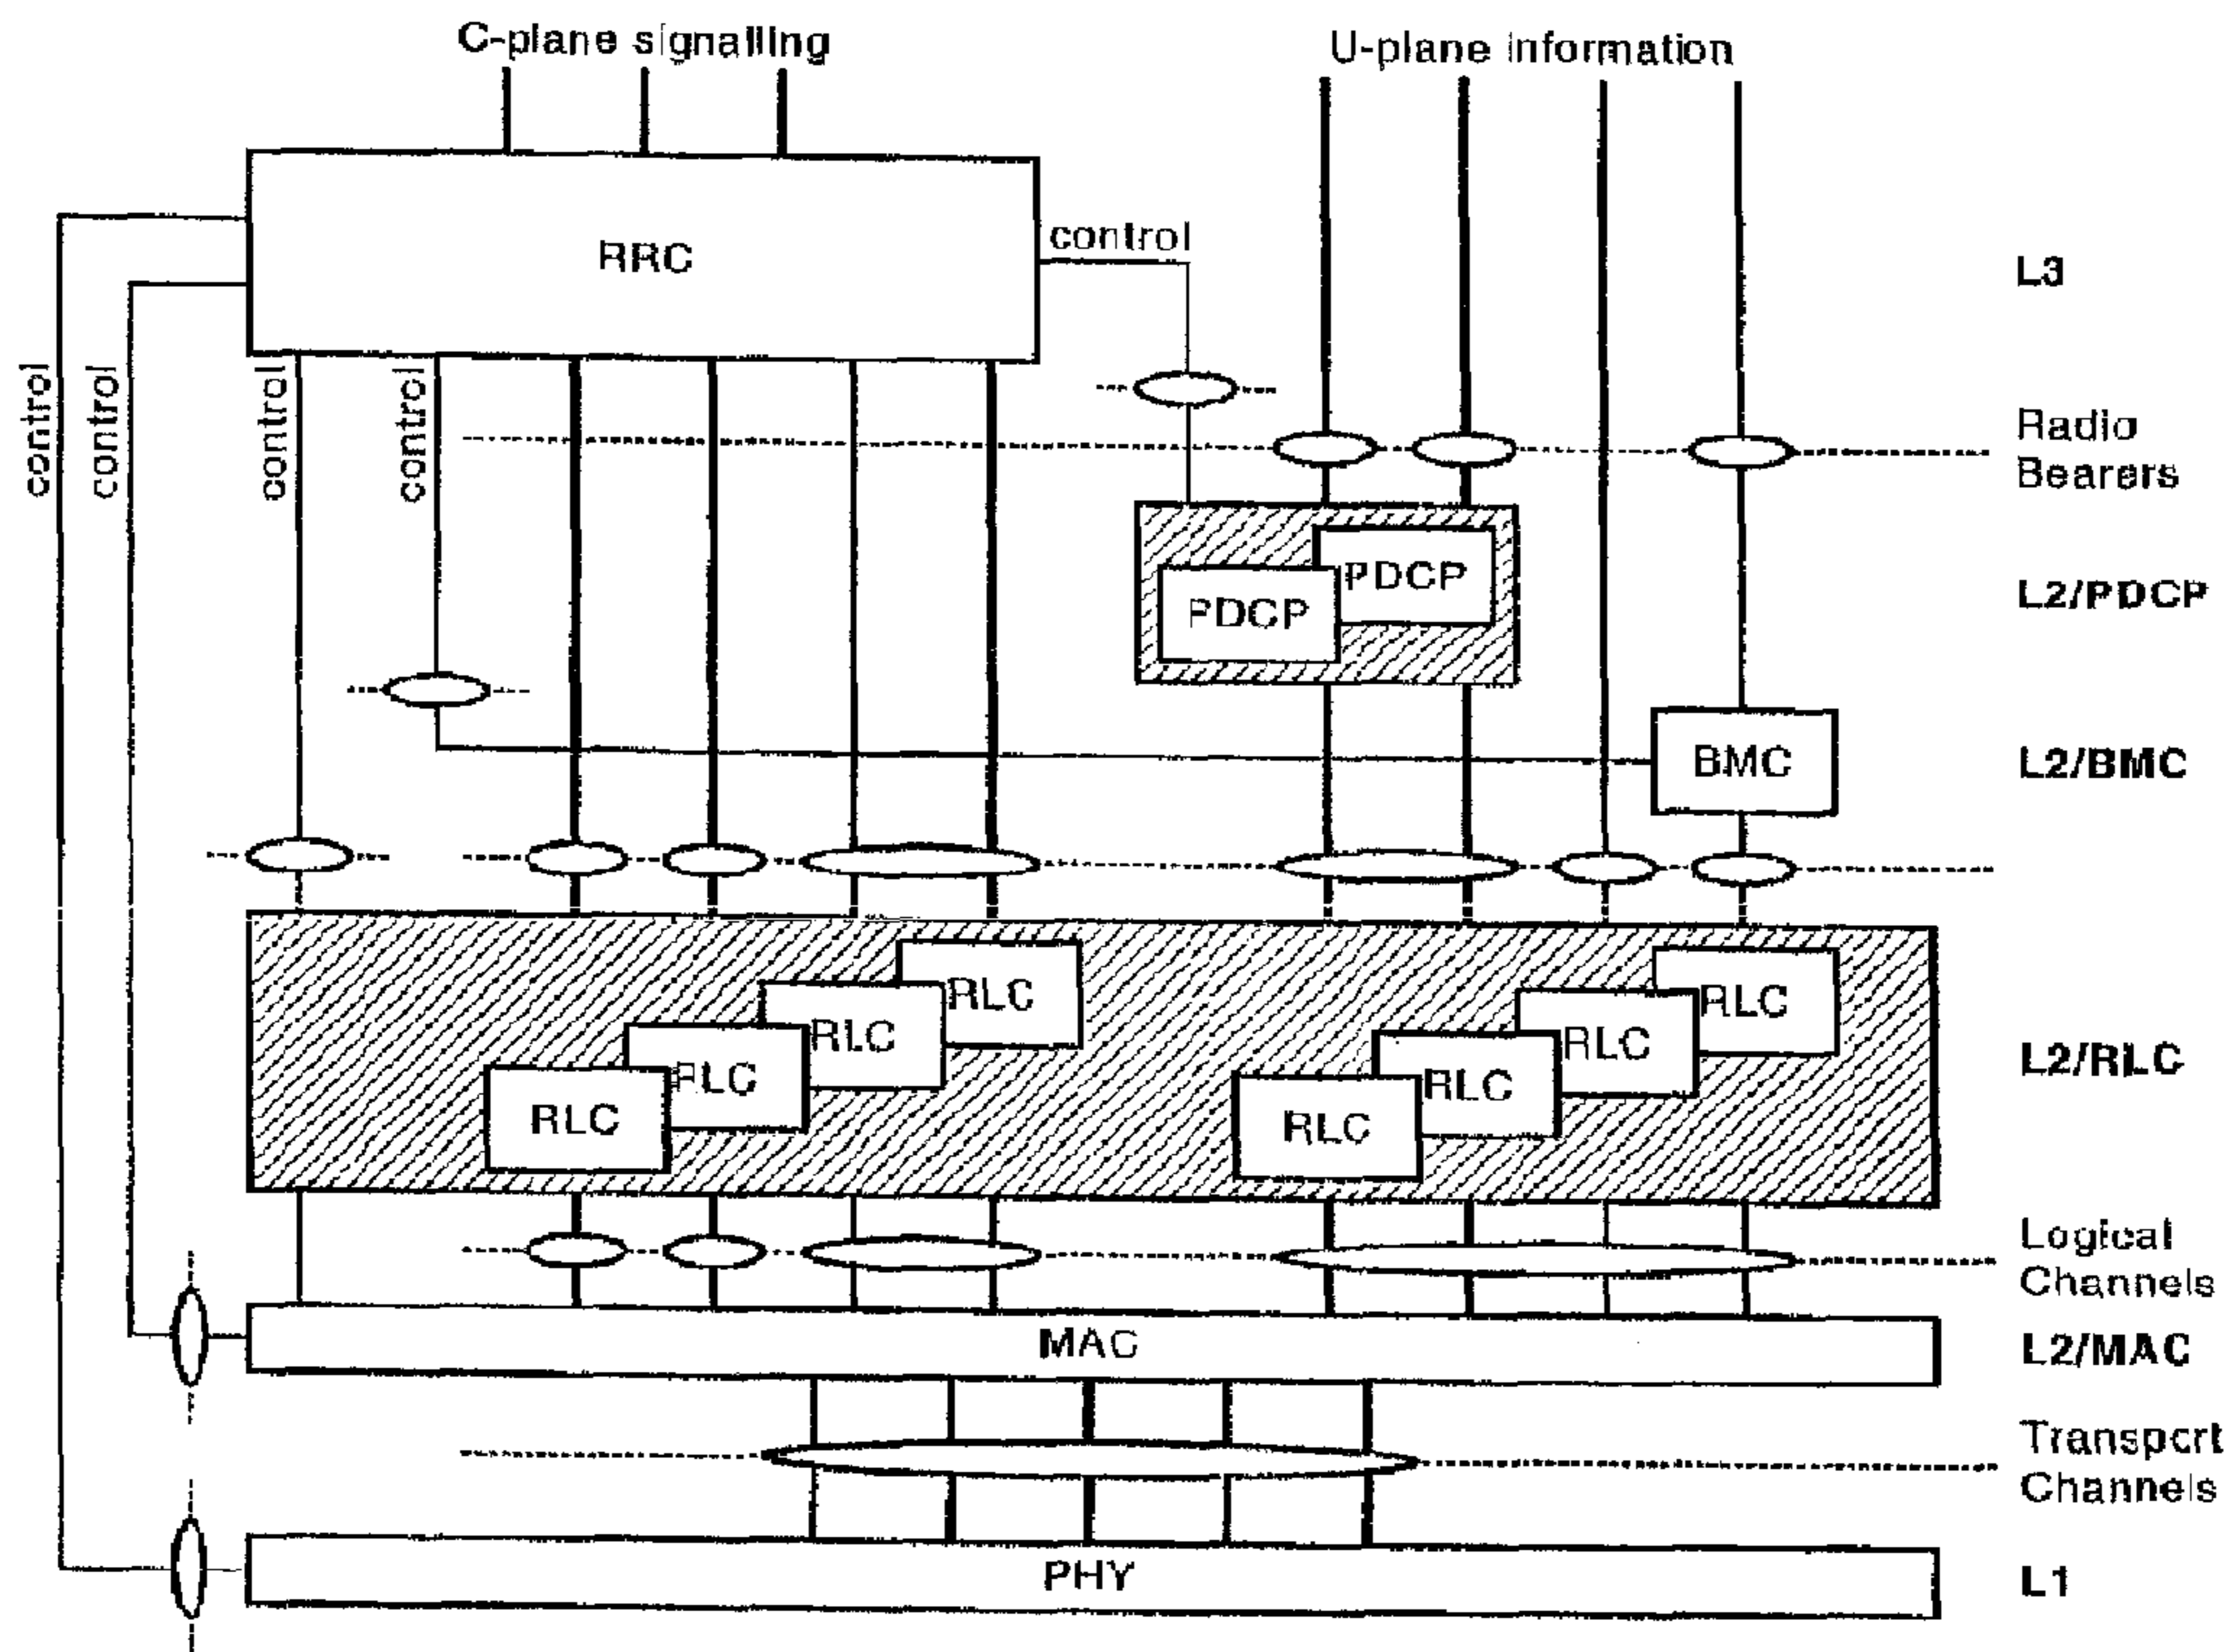 C-plane signalling
U-plane information
RRC
control
L3
control
control
control
control
Radio
Bearers
PDCP
PDCP
L2/PDCP
BMC
L2/BMC
RLC
RLC
RLC
RLC
RLC
RLC
RLC
RLC
L2/RLC
Logical
Channels
MAC
L2/MAC
Transport
Channels
PHY
L1